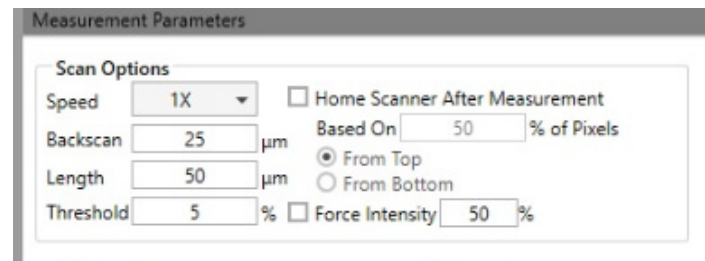 Measurement Parameters
Scan Options
Speed 1X Home Scanner After Measurement
Backscan 25 µm Based On 50 % of Pixels
From Top
Length 50 µm From Bottom
Threshold 5 % Force Intensity 50 %